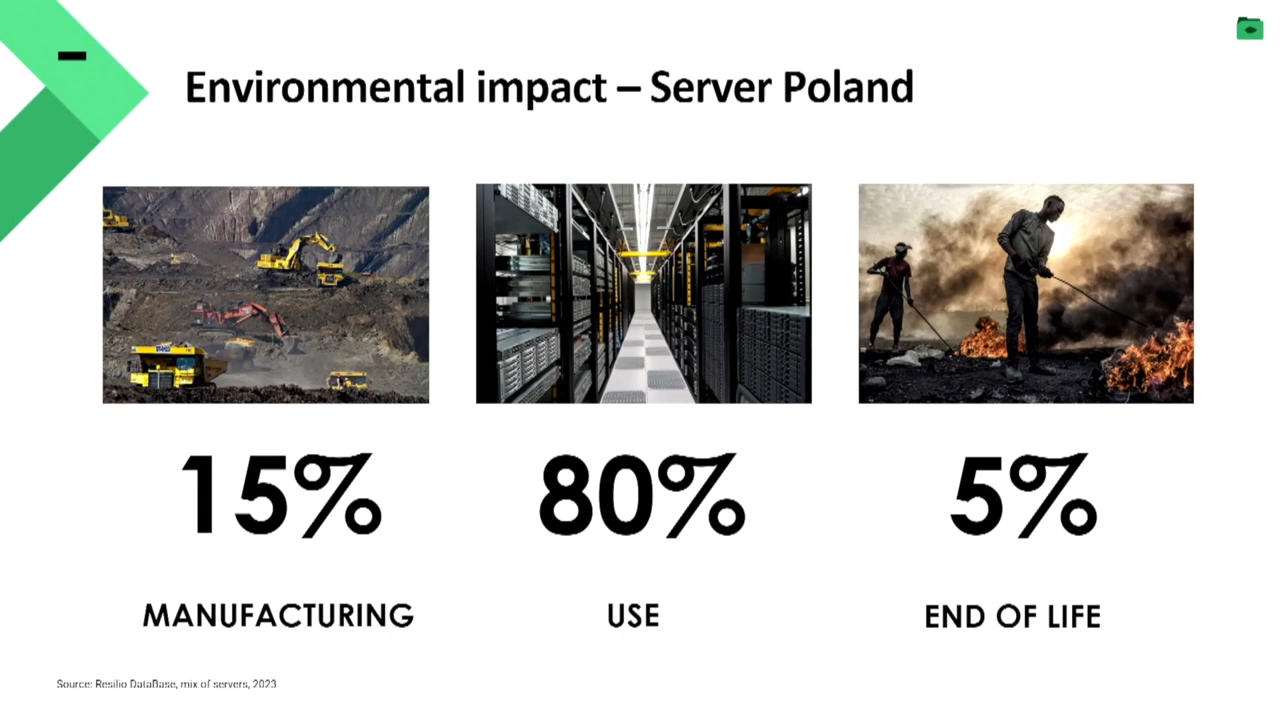 Environmental impact – Server Poland
15%
80%
5%
MANUFACTURING
USE
END OF LIFE
Source: Resilio DataBase, mix of servers, 2023